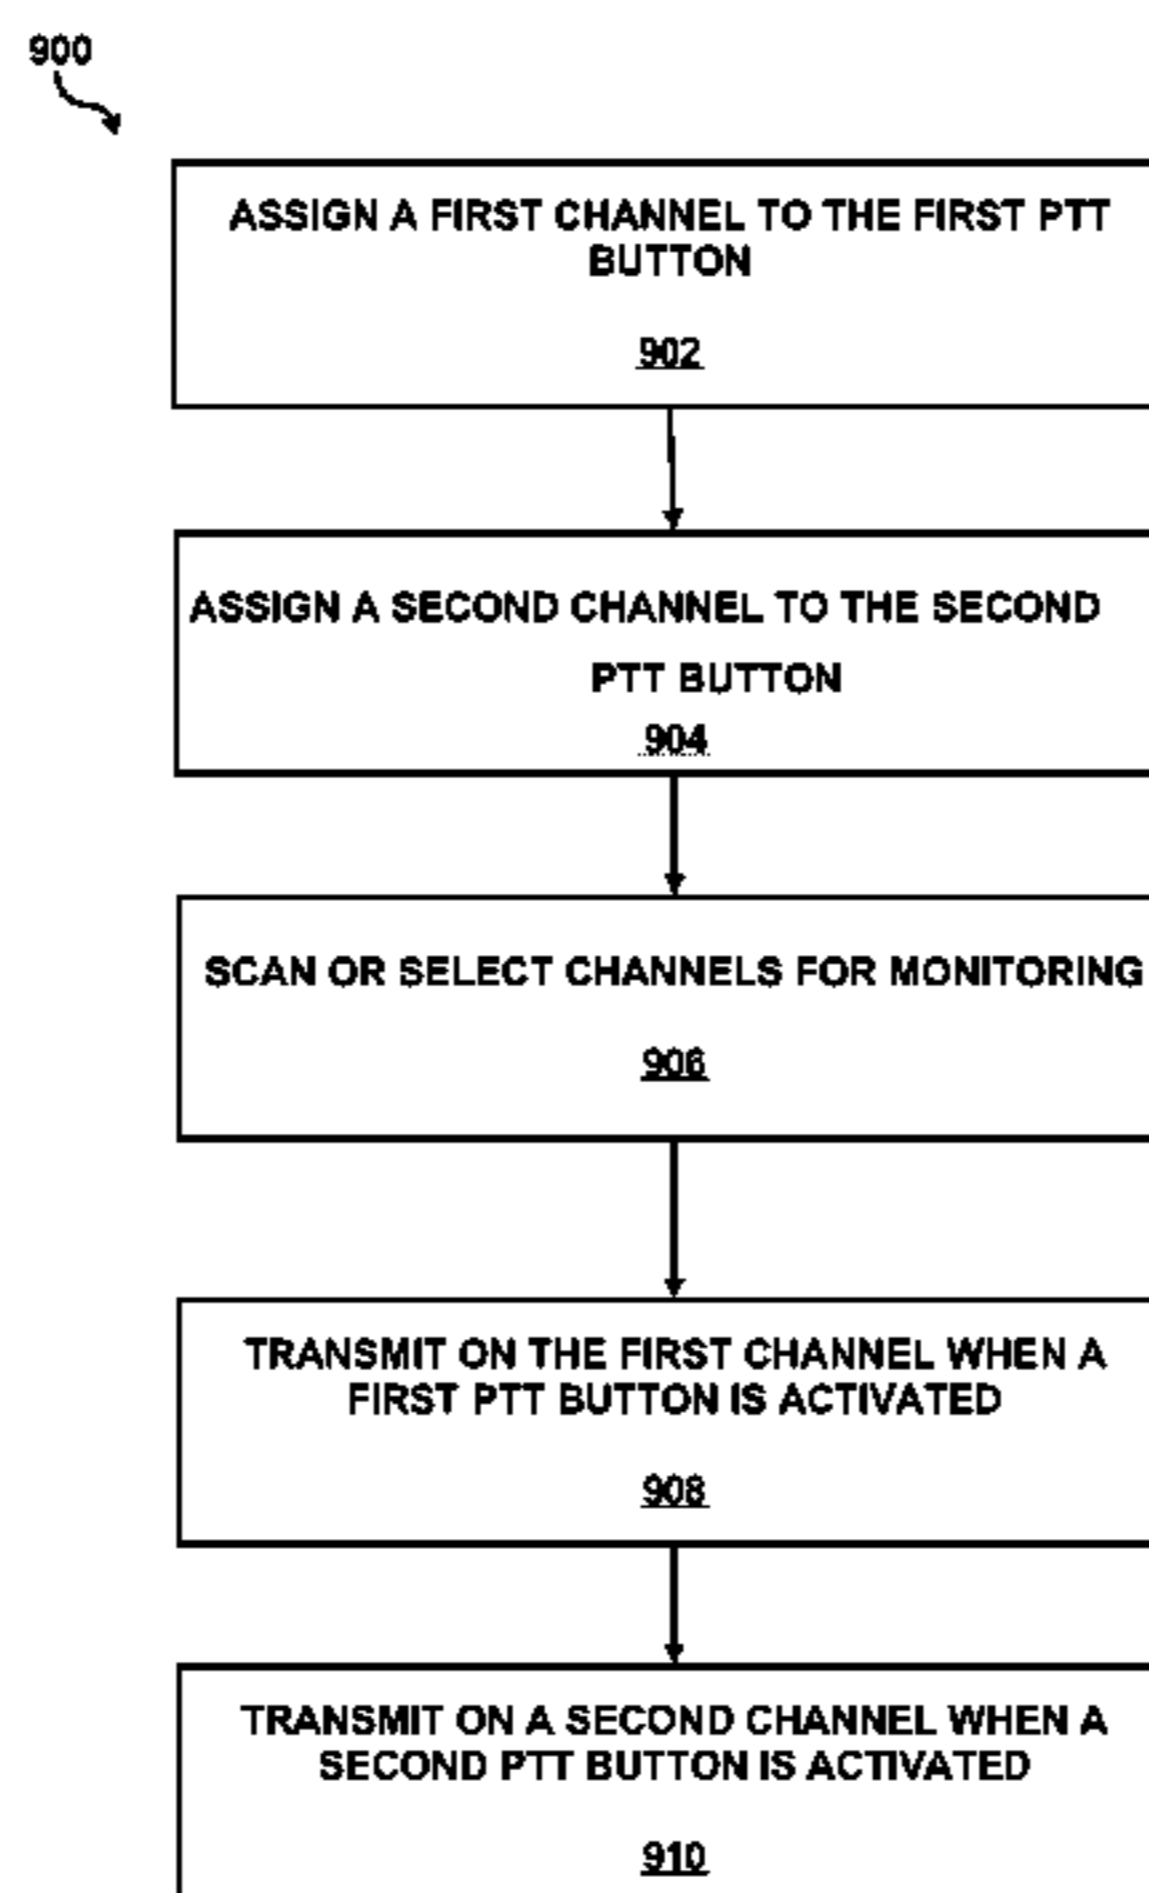 900
ASSIGN A FIRST CHANNEL TO THE FIRST PTT
BUTTON
902
ASSIGN A SECOND CHANNEL TO THE SECOND
PTT BUTTON
904
SCAN OR SELECT CHANNELS FOR MONITORING
906
TRANSMIT ON THE FIRST CHANNEL WHEN A
FIRST PTT BUTTON IS ACTIVATED
908
TRANSMIT ON A SECOND CHANNEL WHEN A
SECOND PTT BUTTON IS ACTIVATED
910